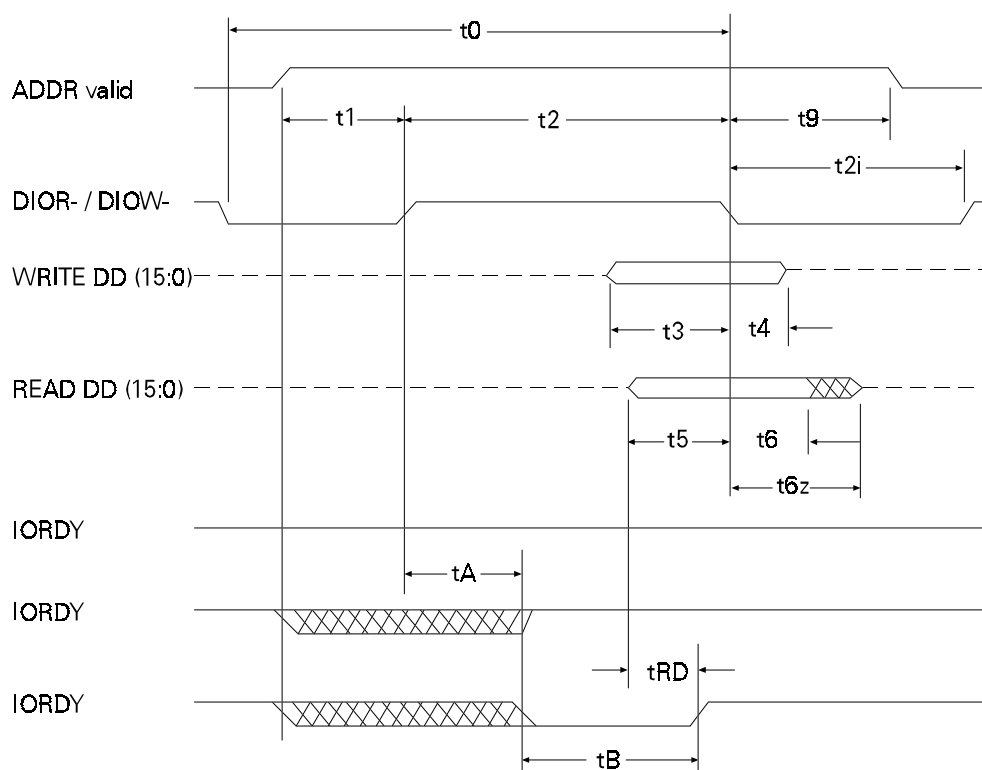 t0
ADDR valid
t1
t2
t9
t2i
DIOR- / DIOW-
WRITE DD (15:0)
t3
t4
READ DD (15:0)
t5
t6
t6z
IORDY
tA
IORDY
tRD
IORDY
tB